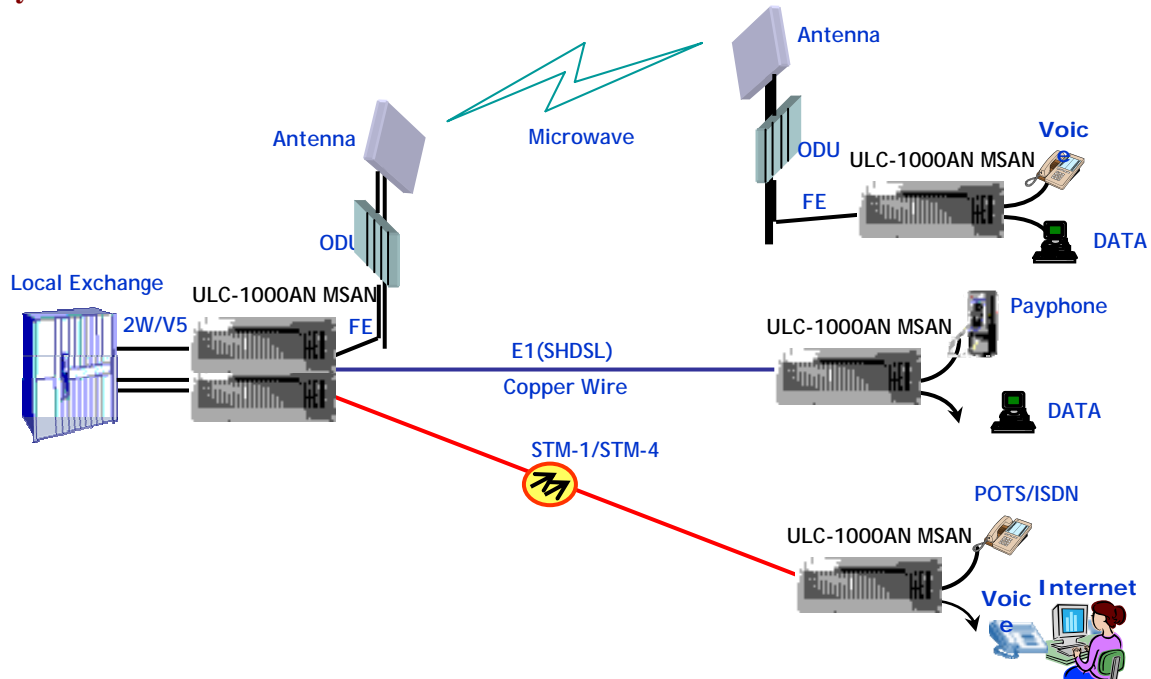 Antenna
Antenna
Microwave
Voic
e
ODU
ULC-1000AN MSAN
FE
DATA
ODU
Local Exchange
ULC-1000AN MSAN
2W/V5
FE
Payphone
ULC-1000AN MSAN
E1(SHDSL)
Copper Wire
DATA
STM-1/STM-4
POTS/ISDN
ULC-1000AN MSAN
Voic
e
Internet